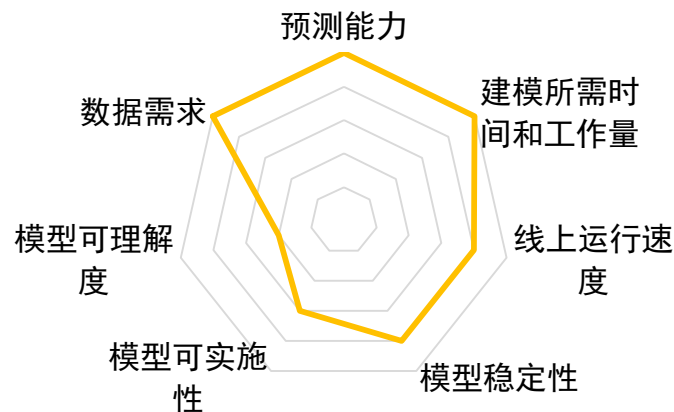 预测能力
建模所需时
间和工作量
线上运行速
度
模型稳定性
模型可实施
性
模型可理解
度
数据需求